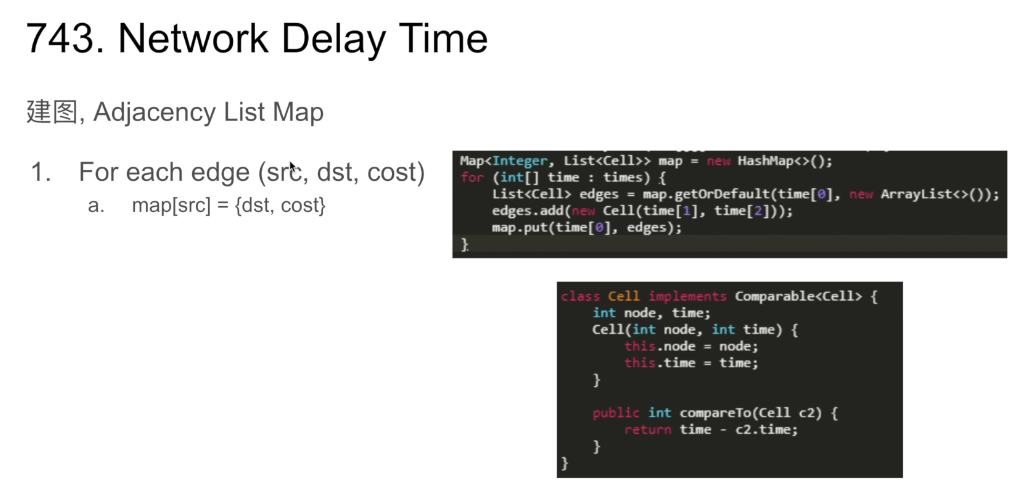 743. Network Delay Time
建图, Adjacency List Map
1. For each edge (src, dst, cost)
a. map[src] = {dst, cost}
Map<Integer, List<Cell>> map = new HashMap<>();
for (int[] time : times) {
List<Cell> edges = map.getOrDefault(time[0], new ArrayList<>());
edges.add(new Cell(time[1], time[2]));
map.put(time[0], edges);
}
class Cell implements Comparable<Cell> {
int node, time;
Cell(int node, int time) {
this.node = node;
this.time = time;
}
public int compareTo(Cell c2) {
return time - c2.time;
}
}